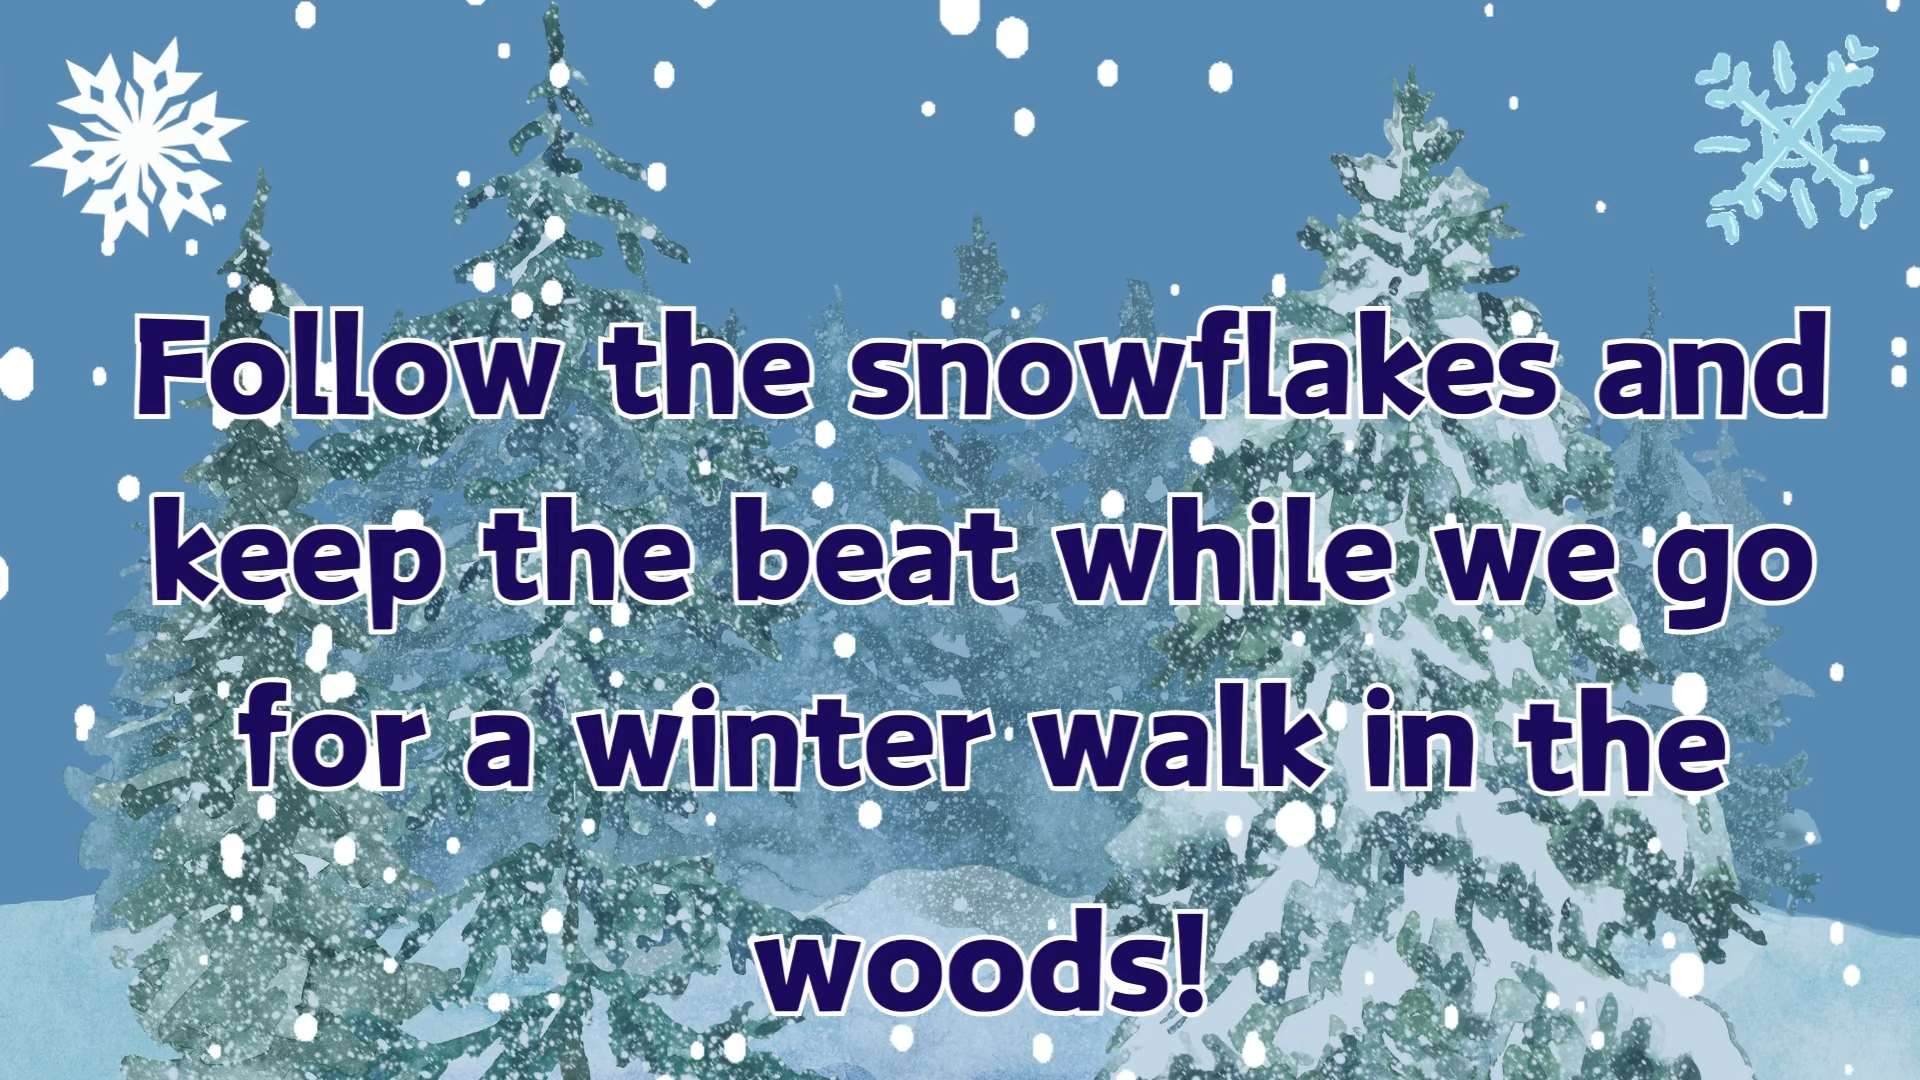 Follow the snowflakes and
keep the beat while we go
for a winter walk in the
woods!